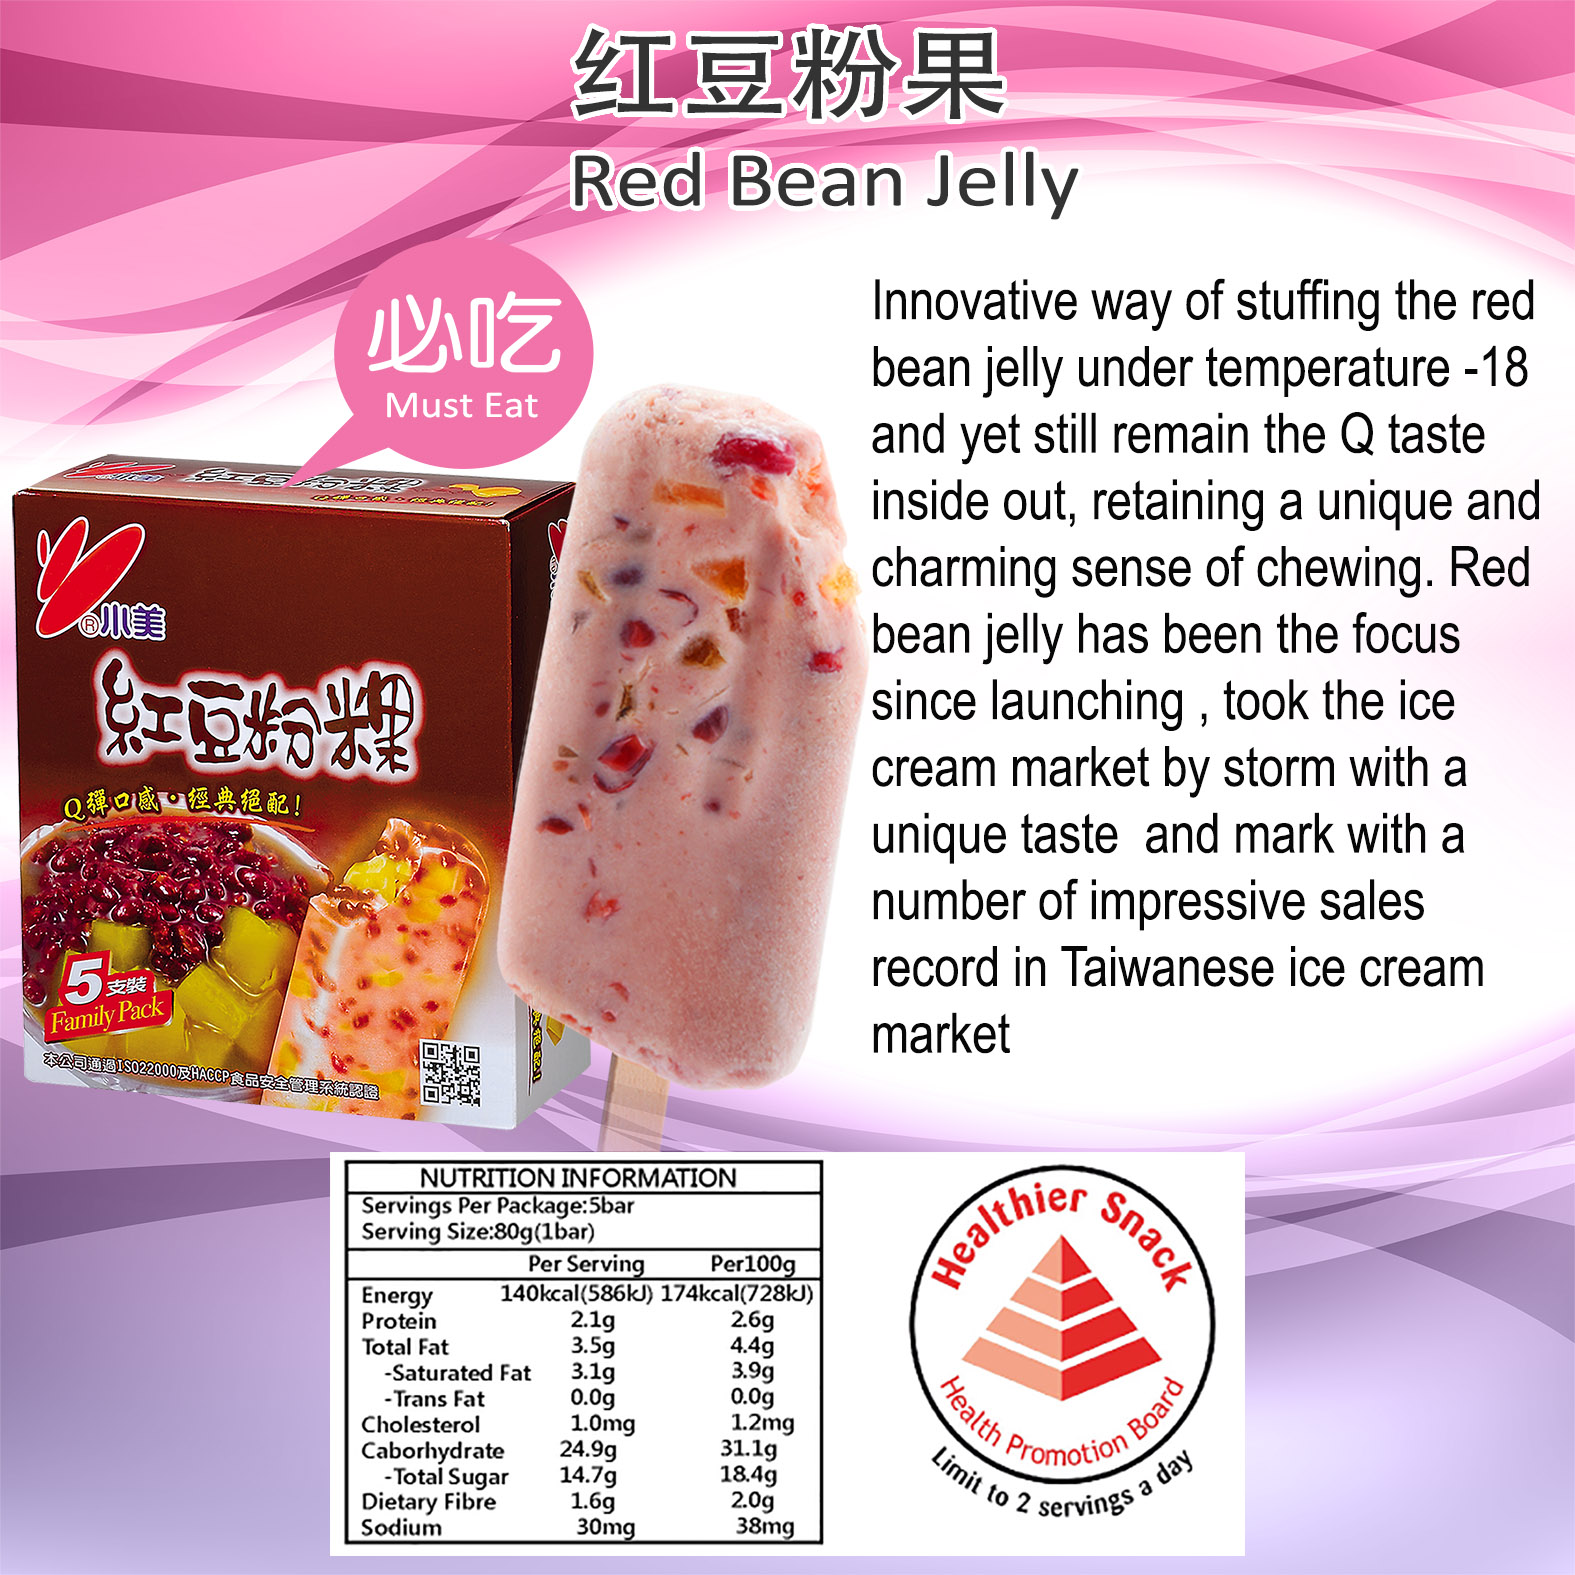 红豆粉果
Red Bean Jelly
必吃
Must Eat
Innovative way of stuffing the red
bean jelly under temperature -18
and yet still remain the Q taste
inside out, retaining a unique and
charming sense of chewing. Red
bean jelly has been the focus
since launching , took the ice
cream market by storm with a
unique taste  and mark with a
number of impressive sales
record in Taiwanese ice cream
market
小美
®小美
紅豆粉粿
Q彈口感・經典絕配!
5支裝
Family Pack
本公司通過ISO22000及HACCP食品安全管理系統認證
NUTRITION INFORMATION
Servings Per Package:5bar
Serving Size:80g(1bar)
Per Serving Per100g
Energy 140kcal(586kJ) 174kcal(728kJ)
Protein 2.1g 2.6g
Total Fat 3.5g 4.4g
-Saturated Fat 3.1g 3.9g
-Trans Fat 0.0g 0.0g
Cholesterol 1.0mg 1.2mg
Caborhydrate 24.9g 31.1g
-Total Sugar 14.7g 18.4g
Dietary Fibre 1.6g 2.0g
Sodium 30mg 38mg
Healthier Snack
Health Promotion Board
Limit to 2 servings a day